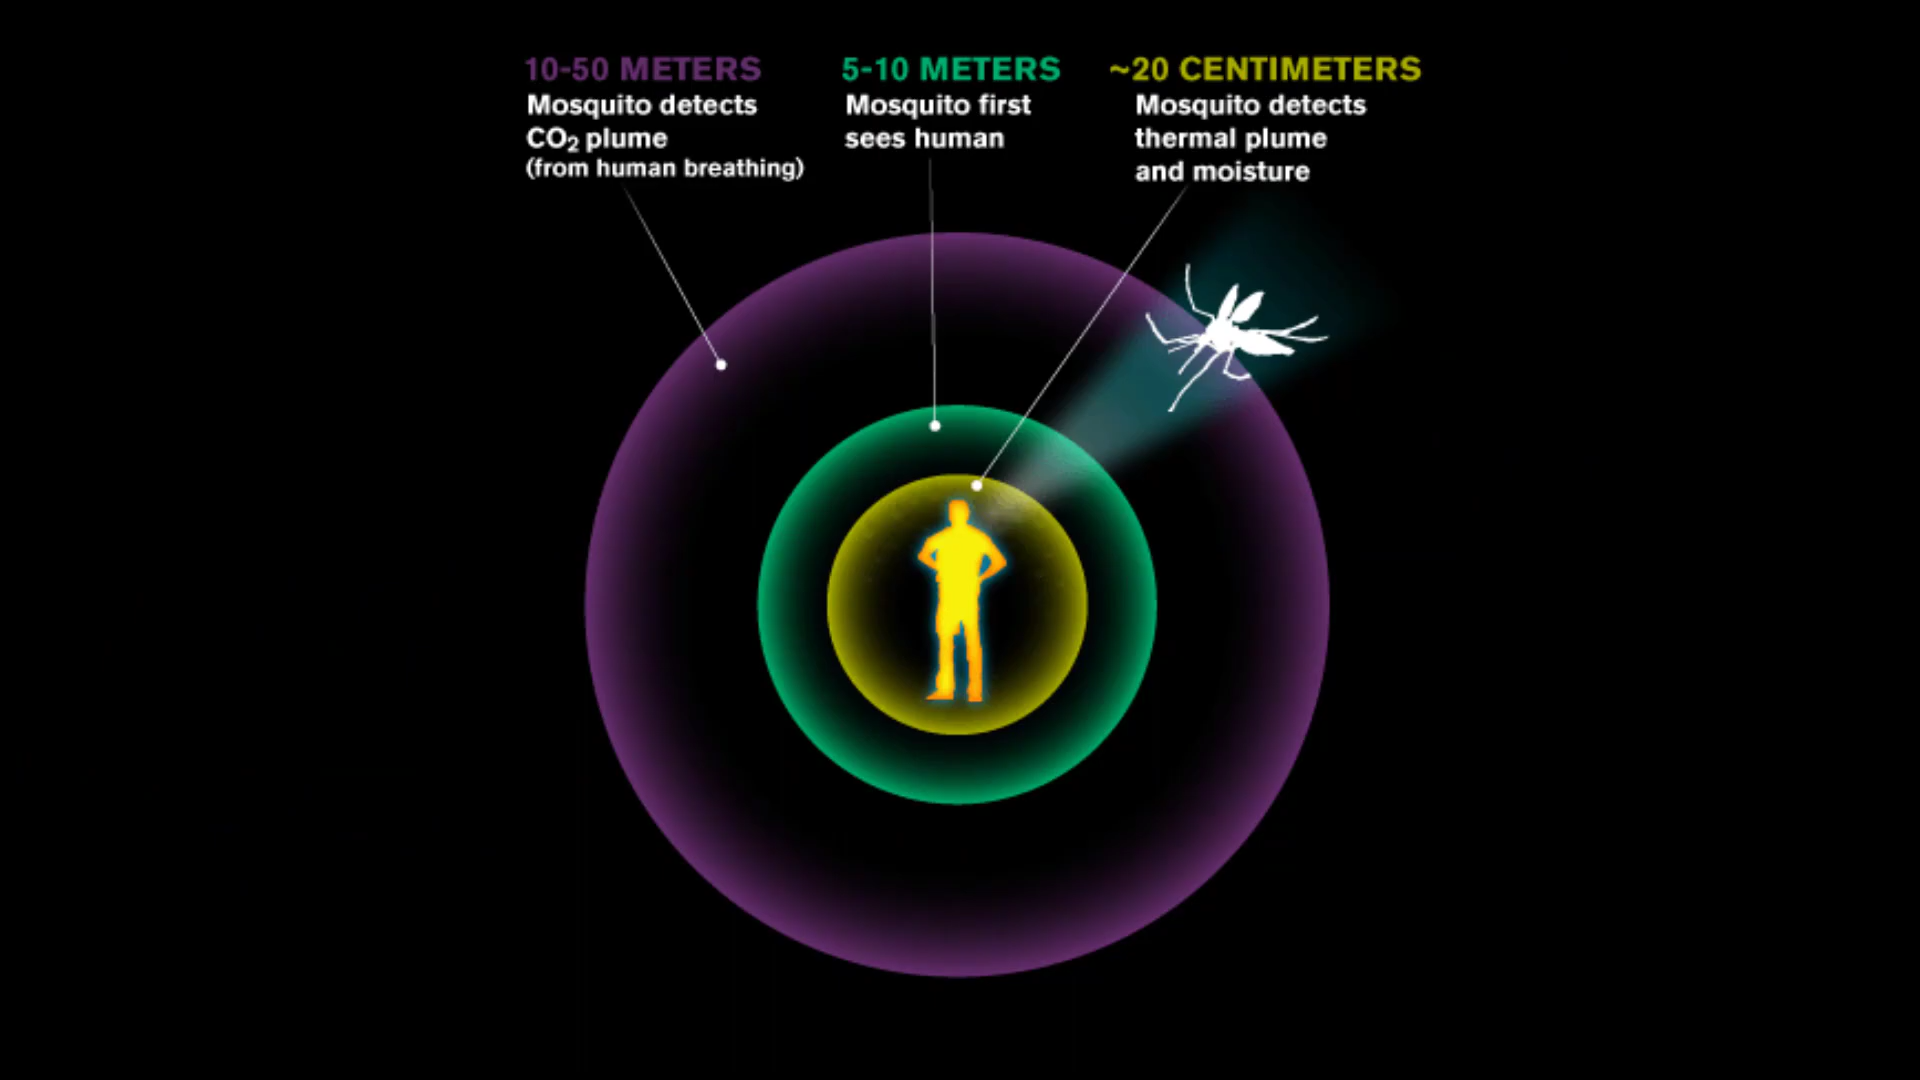 10-50 METERS
Mosquito detects
CO₂ plume
(from human breathing)
5-10 METERS
Mosquito first
sees human
~20 CENTIMETERS
Mosquito detects
thermal plume
and moisture